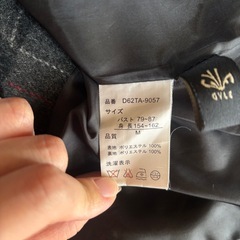 品番 D62TA-9057
サイズ
バスト 79-87
身長 154-162
M
品質
表地 ポリエステル 100%
裏地 ポリエステル 100%
洗濯表示